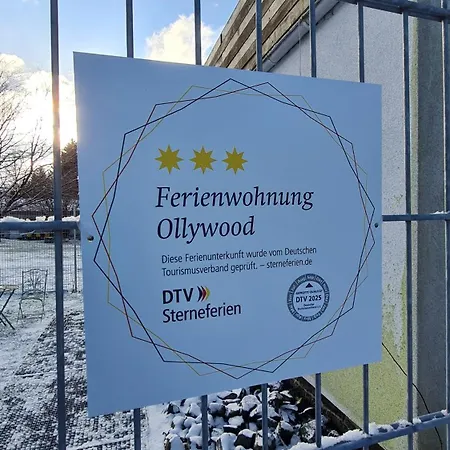 Ferienwohnung
Ollywood
Diese Ferienunterkunft wurde vom Deutschen
Tourismusverband geprüft. – sterneferien.de
DTV
Sterneferien
DTV 2025